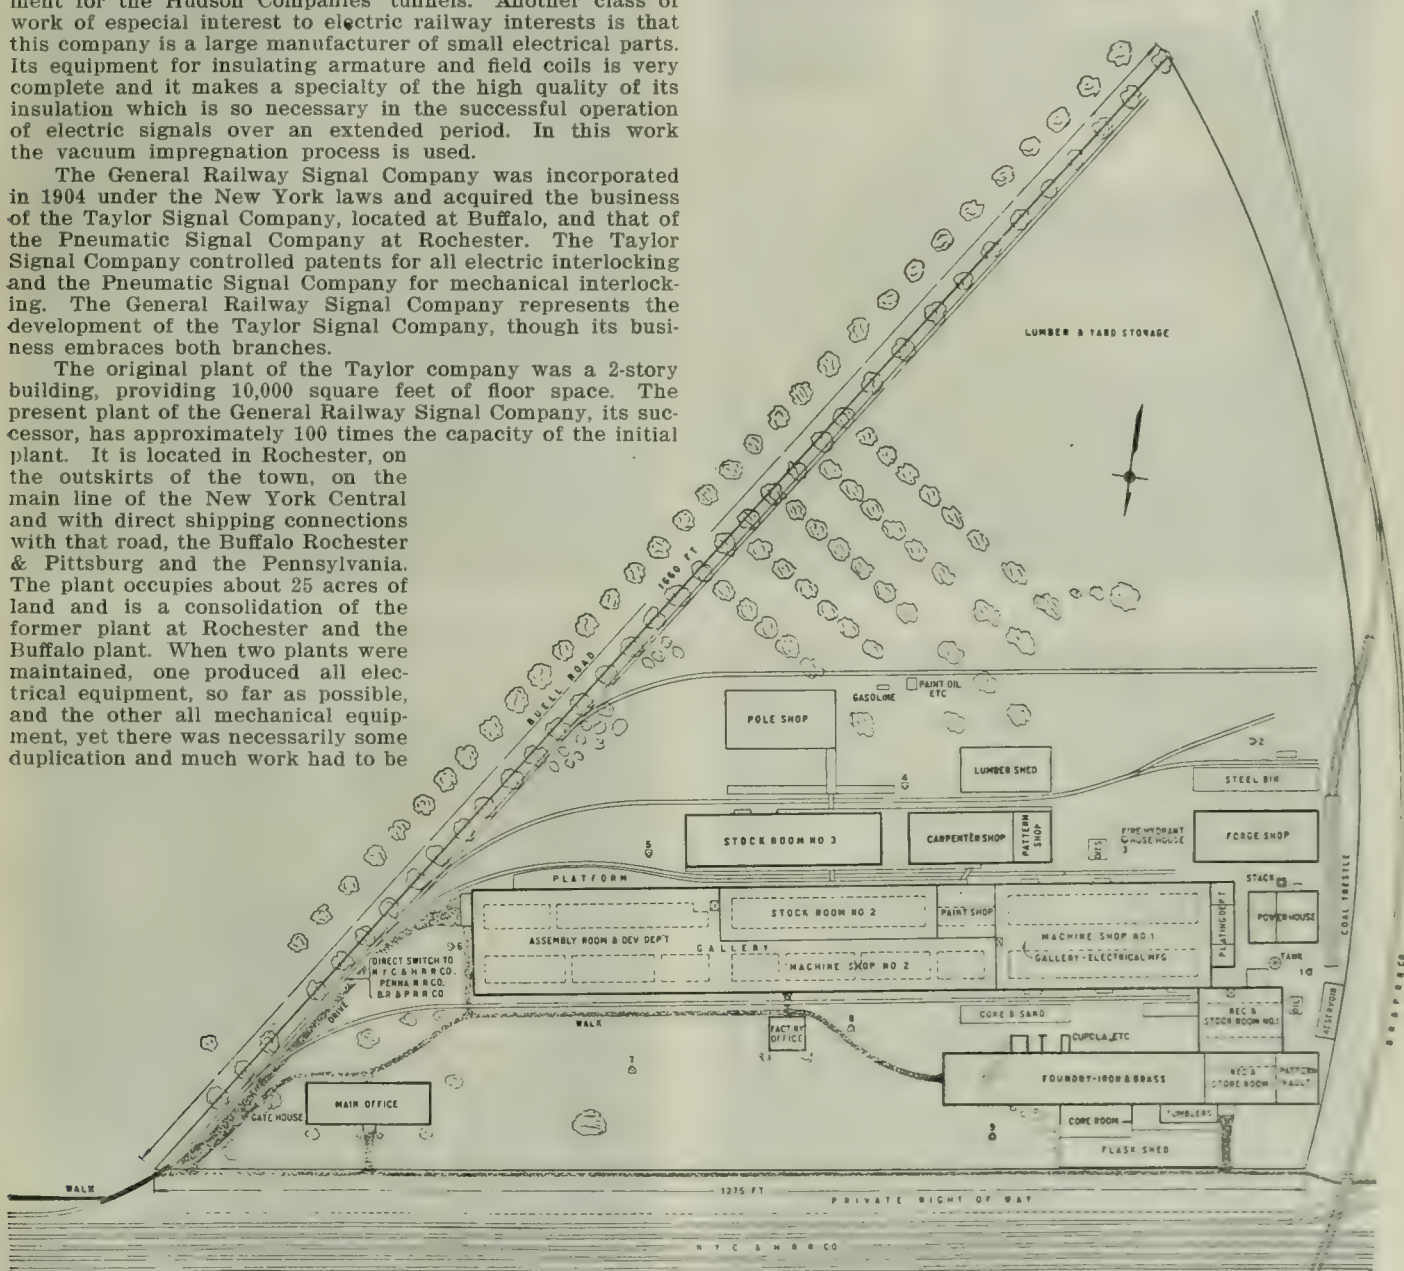 ment for the Hudson Companies' tunnels. Another class of
work of especial interest to electric railway interests is that
this company is a large manufacturer of small electrical parts.
Its equipment for insulating armature and field coils is very
complete and it makes a specialty of the high quality of its
insulation which is so necessary in the successful operation
of electric signals over an extended period. In this work
the vacuum impregnation process is used.
The General Railway Signal Company was incorporated
in 1904 under the New York laws and acquired the business
of the Taylor Signal Company, located at Buffalo, and that of
the Pneumatic Signal Company at Rochester. The Taylor
Signal Company controlled patents for all electric interlocking
and the Pneumatic Signal Company for mechanical interlock-
ing. The General Railway Signal Company represents the
development of the Taylor Signal Company, though its busi-
ness embraces both branches.
The original plant of the Taylor company was a 2-story
building, providing 10,000 square feet of floor space. The
present plant of the General Railway Signal Company, its suc-
cessor, has approximately 100 times the capacity of the initial
plant. It is located in Rochester, on
the outskirts of the town, on the
main line of the New York Central
and with direct shipping connections
with that road, the Buffalo Rochester
& Pittsburg and the Pennsylvania.
The plant occupies about 25 acres of
land and is a consolidation of the
former plant at Rochester and the
Buffalo plant. When two plants were
maintained, one produced all elec-
trical equipment, so far as possible,
and the other all mechanical equip-
ment, yet there was necessarily some
duplication and much work had to be
LUMBER & YARD STORAGE
1660 FT
BUELL ROAD
GASOLINE
PAINT OIL
ETC
POLE SHOP
LUMBER SHED
2
STEEL BIN
4
STOCK ROOM NO 3
CARPENTER SHOP
PATTERN
SHOP
FIRE HYDRANT
& HOSE HOUSE
3
FORGE SHOP
5
PLATFORM
STACK
COAL TRESTLE
STOCK ROOM NO 2
PAINT SHOP
PLATING DEPT
POWER HOUSE
ASSEMBLY ROOM & DEV DEPT
GALLERY
MACHINE SHOP NO 1
GALLERY-ELECTRICAL MFG
MACHINE SHOP NO 2
6
DIRECT SWITCH TO
N Y C & H R R CO.
PENNA R R CO.
B.R & P R R CO
TANK
1
DRIVE
WALK
CORE & SAND
REC &
STOCK ROOM NO.1
OIL
RESERVOIR
B R & P R R CO
FACTORY
OFFICE
8
CUPOLA, ETC
7
FOUNDRY-IRON & BRASS
REC &
STORE ROOM
PATTERN
VAULT
MAIN OFFICE
GATE HOUSE
CORE ROOM
TUMBLERS
9
FLASK SHED
WALK
1275 FT
PRIVATE RIGHT OF WAY
N Y C & H R R R CO